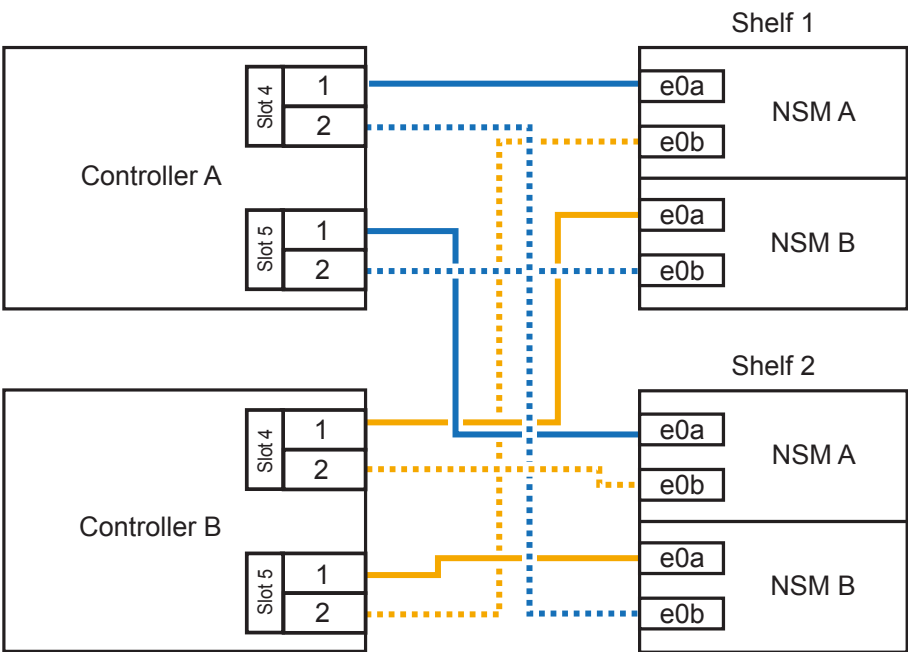 Shelf 1
Controller A
Slot 4
1
2
Slot 5
1
2
e0a
e0b
NSM A
e0a
e0b
NSM B
Controller B
Slot 4
1
2
Slot 5
1
2
Shelf 2
e0a
e0b
NSM A
e0a
e0b
NSM B